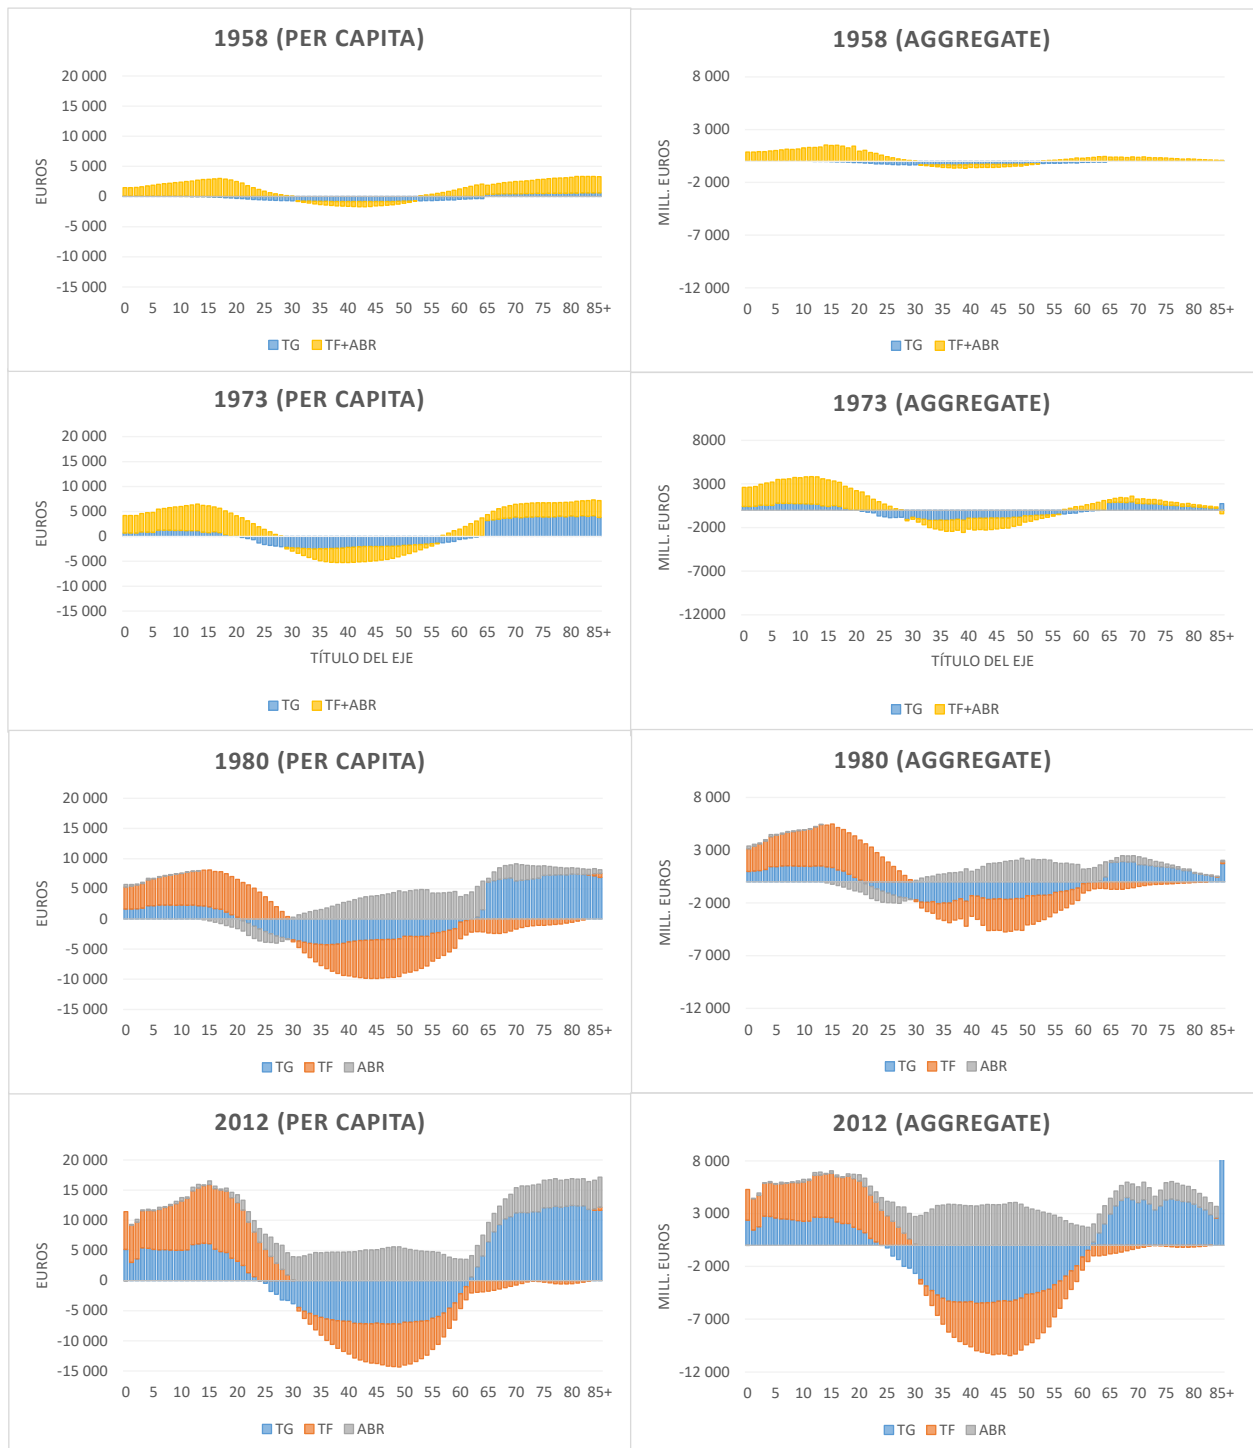 1958 (PER CAPITA)
20 000
15 000
10 000
5 000
0
-5 000
-10 000
-15 000
EUROS
0 5 10 15 20 25 30 35 40 45 50 55 60 65 70 75 80 85+
TG TF+ABR
1958 (AGGREGATE)
8 000
3 000
-2 000
-7 000
-12 000
MILL. EUROS
0 5 10 15 20 25 30 35 40 45 50 55 60 65 70 75 80 85+
TG TF+ABR
1973 (PER CAPITA)
20 000
15 000
10 000
5 000
0
-5 000
-10 000
-15 000
EUROS
0 5 10 15 20 25 30 35 40 45 50 55 60 65 70 75 80 85+
TÍTULO DEL EJE
TG TF+ABR
1973 (AGGREGATE)
8000
3000
-2000
-7000
-12000
MILL. EUROS
0 5 10 15 20 25 30 35 40 45 50 55 60 65 70 75 80 85+
TÍTULO DEL EJE
TG TF+ABR
1980 (PER CAPITA)
20 000
15 000
10 000
5 000
0
-5 000
-10 000
-15 000
EUROS
0 5 10 15 20 25 30 35 40 45 50 55 60 65 70 75 80 85+
TG TF ABR
1980 (AGGREGATE)
8 000
3 000
-2 000
-7 000
-12 000
MILL. EUROS
0 5 10 15 20 25 30 35 40 45 50 55 60 65 70 75 80 85+
TG TF ABR
2012 (PER CAPITA)
20 000
15 000
10 000
5 000
0
-5 000
-10 000
-15 000
EUROS
0 5 10 15 20 25 30 35 40 45 50 55 60 65 70 75 80 85+
TG TF ABR
2012 (AGGREGATE)
8 000
3 000
-2 000
-7 000
-12 000
MILL. EUROS
0 5 10 15 20 25 30 35 40 45 50 55 60 65 70 75 80 85+
TG TF ABR